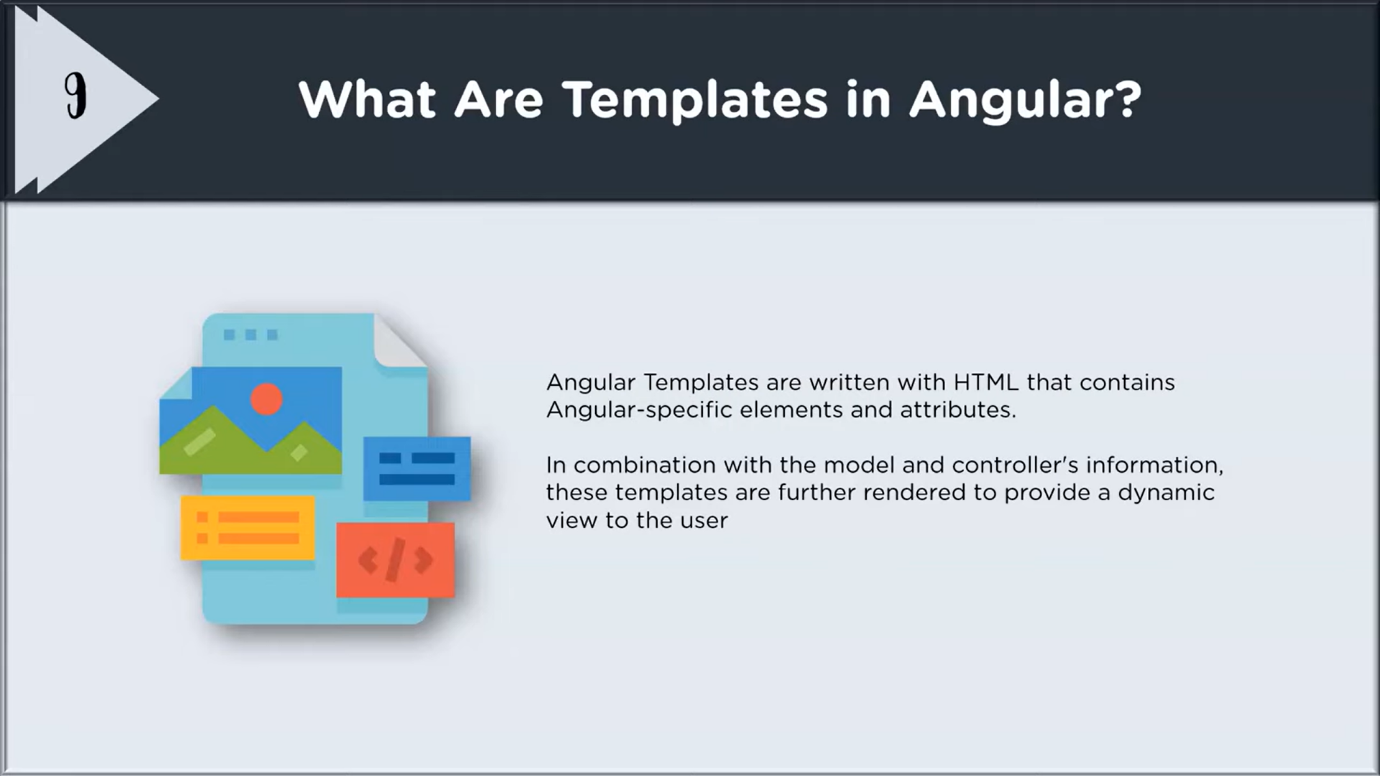 9
What Are Templates in Angular?
Angular Templates are written with HTML that contains
Angular-specific elements and attributes.
In combination with the model and controller's information,
these templates are further rendered to provide a dynamic
view to the user